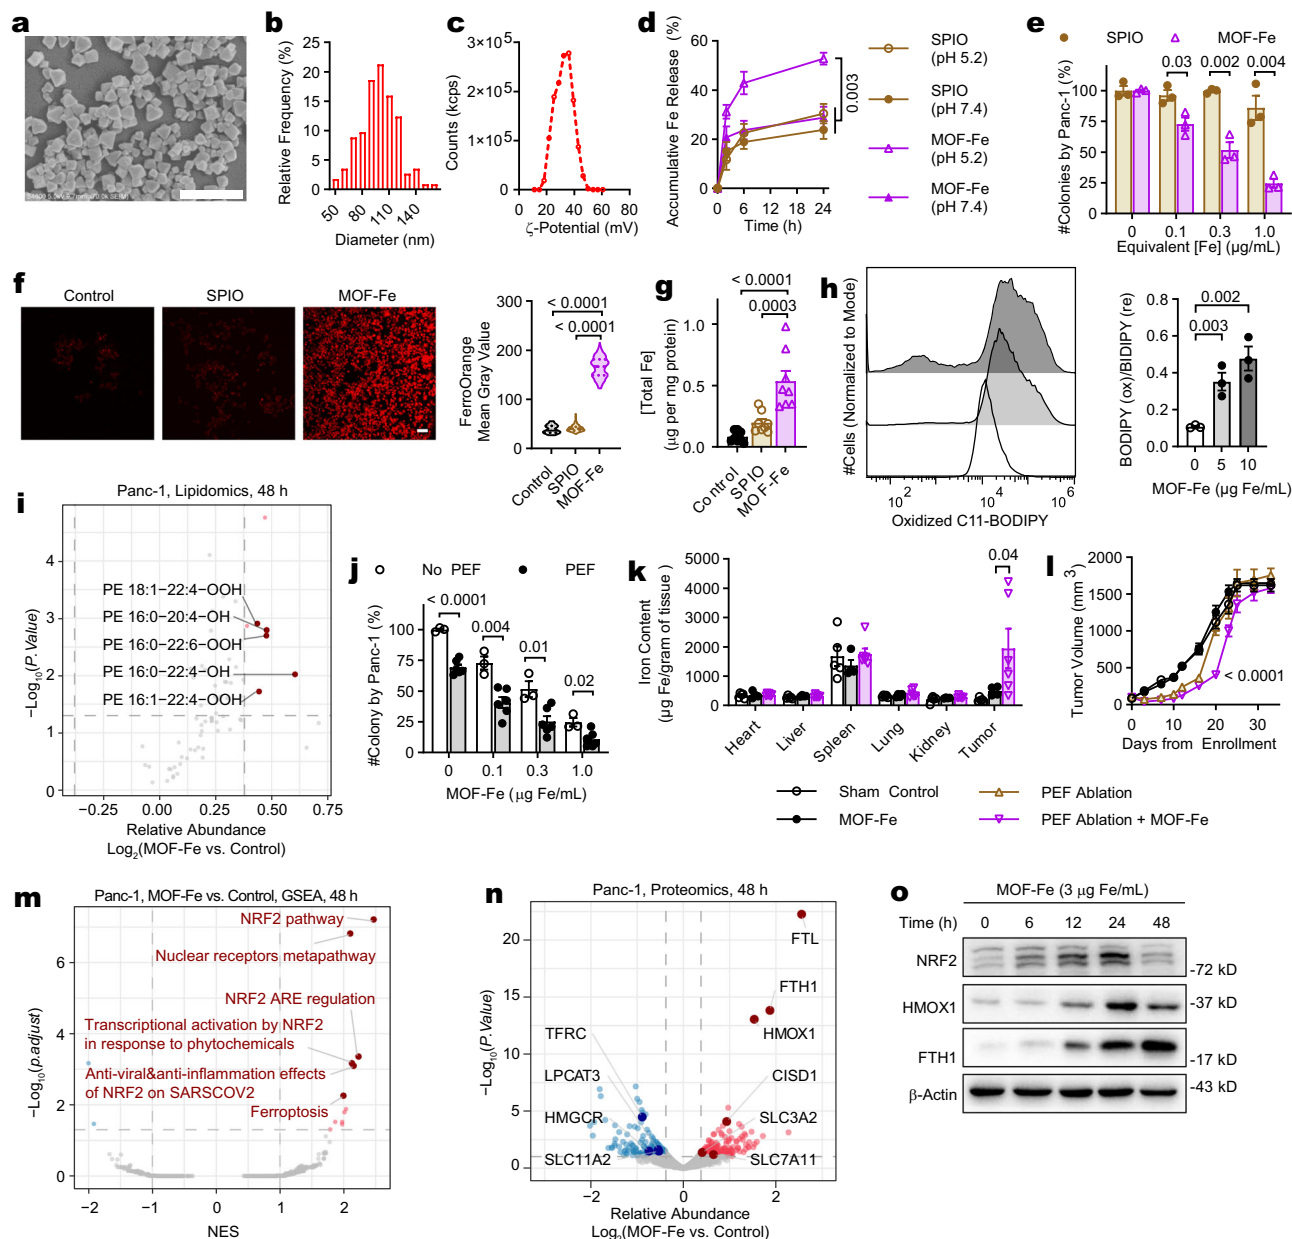 a
b
Relative Frequency (%)
25
20
15
10
5
0
50
80
110
140
Diameter (nm)
c
Counts (kcps)
3×10⁵
2×10⁵
1×10⁵
0
0 20 40 60 80
ζ-Potential (mV)
d
Accumulative Fe Release (%)
60
40
20
0
0 6 12 18 24
Time (h)
0.003
SPIO
(pH 5.2)
SPIO
(pH 7.4)
MOF-Fe
(pH 5.2)
MOF-Fe
(pH 7.4)
e
SPIO MOF-Fe
#Colonies by Panc-1 (%)
0.03 0.002 0.004
100
75
50
25
0
0 0.1 0.3 1.0
Equivalent [Fe] (μg/mL)
f
Control SPIO MOF-Fe
FerroOrange
Mean Gray Value
300
200
100
0
< 0.0001
< 0.0001
Control
SPIO
MOF-Fe
g
[Total Fe]
(μg per mg protein)
< 0.0001
0.0003
1.0
0.5
0.0
Control
SPIO
MOF-Fe
h
#Cells (Normalized to Mode)
10² 10⁴ 10⁶
Oxidized C11-BODIPY
BODIPY (ox)/BIDIPY (re)
0.8
0.6
0.4
0.2
0.0
0.002
0.003
0 5 10
MOF-Fe (μg Fe/mL)
i
Panc-1, Lipidomics, 48 h
−Log₁₀(P.Value)
4
3
2
1
0
PE 18:1−22:4−OOH
PE 16:0−20:4−OH
PE 16:0−22:6−OOH
PE 16:0−22:4−OH
PE 16:1−22:4−OOH
−0.25 0.00 0.25 0.50 0.75
Relative Abundance
Log₂(MOF-Fe vs. Control)
j
No PEF PEF
#Colony by Panc-1 (%)
< 0.0001
0.004
0.01
0.02
100
75
50
25
0
0 0.1 0.3 1.0
MOF-Fe (μg Fe/mL)
k
Iron Content
(μg Fe/gram of tissue)
5000
4000
3000
2000
1000
0
0.04
Heart
Liver
Spleen
Lung
Kidney
Tumor
l
Tumor Volume (mm³)
2000
1500
1000
500
0
< 0.0001
0 10 20 30
Days from Enrollment
Sham Control
MOF-Fe
PEF Ablation
PEF Ablation + MOF-Fe
m
Panc-1, MOF-Fe vs. Control, GSEA, 48 h
−Log₁₀(p.adjust)
6
4
2
0
NRF2 pathway
Nuclear receptors metapathway
NRF2 ARE regulation
Transcriptional activation by NRF2
in response to phytochemicals
Anti-viral&anti-inflammation effects
of NRF2 on SARSCOV2
Ferroptosis
−2 −1 0 1 2
NES
n
Panc-1, Proteomics, 48 h
−Log₁₀(P.Value)
20
15
10
5
0
FTL
FTH1
HMOX1
TFRC
LPCAT3
CISD1
HMGCR
SLC3A2
SLC11A2
SLC7A11
−2 0 2
Relative Abundance
Log₂(MOF-Fe vs. Control)
o
MOF-Fe (3 μg Fe/mL)
Time (h) 0 6 12 24 48
NRF2
-72 kD
HMOX1
-37 kD
FTH1
-17 kD
β-Actin
-43 kD